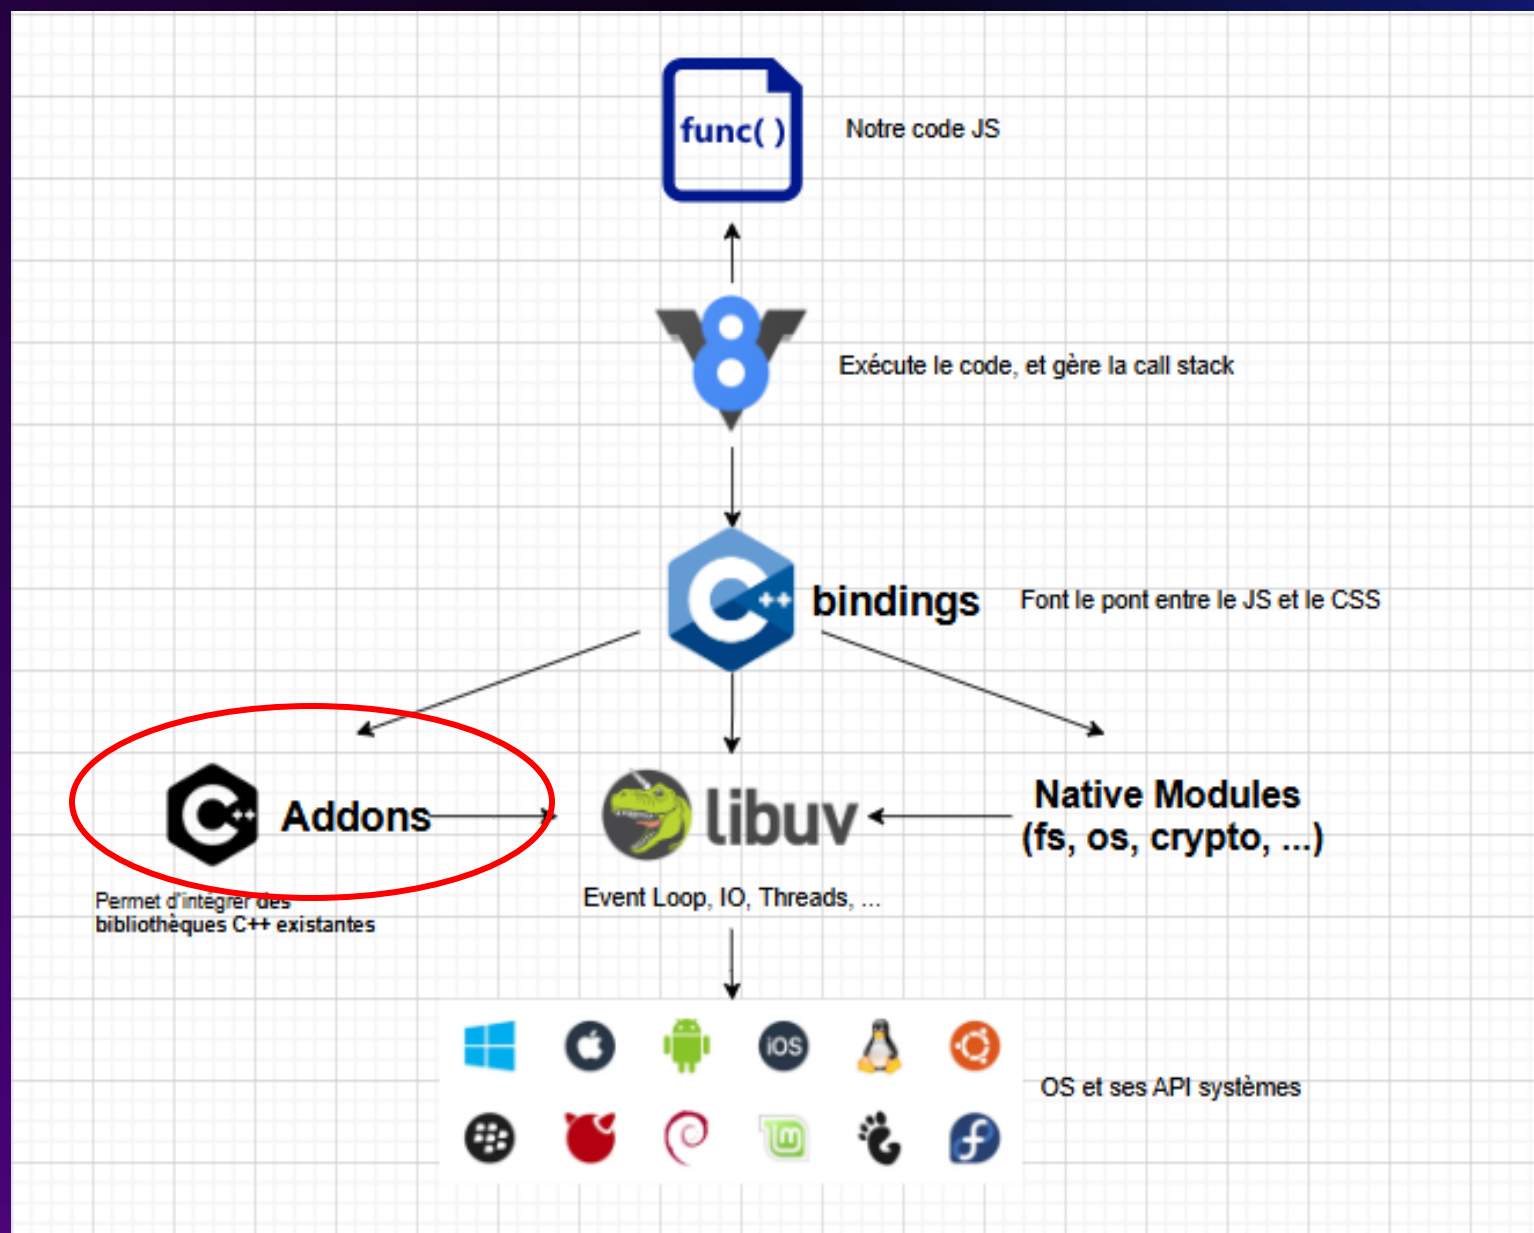 func( )
Notre code JS
8
Exécute le code, et gère la call stack
C++
bindings
Font le pont entre le JS et le CSS
C++
Addons
libuv
Native Modules
(fs, os, crypto, ...)
Permet d'intégrer des
bibliothèques C++ existantes
Event Loop, IO, Threads, ...
iOS
OS et ses API systèmes